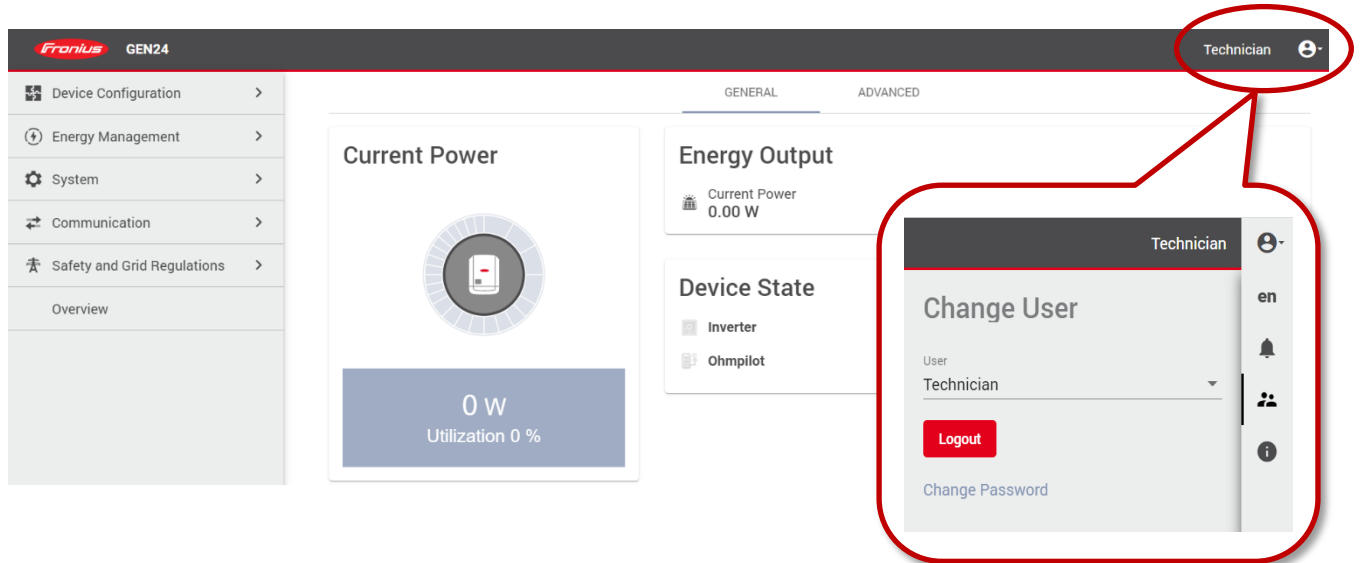 Fronius GEN24 Technician
Device Configuration
Energy Management
System
Communication
Safety and Grid Regulations
Overview
GENERAL ADVANCED
Current Power
0 W
Utilization 0 %
Energy Output
Current Power
0.00 W
Device State
Inverter
Ohmpilot
Technician
en
Change User
User
Technician
Logout
Change Password